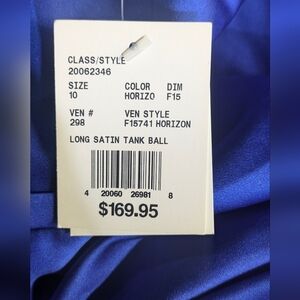 CLASS/STYLE
20062346
SIZE COLOR DIM
10 HORIZO F15
VEN # VEN STYLE
298 F15741 HORIZON
LONG SATIN TANK BALL
4 20060 26981 8
$169.95